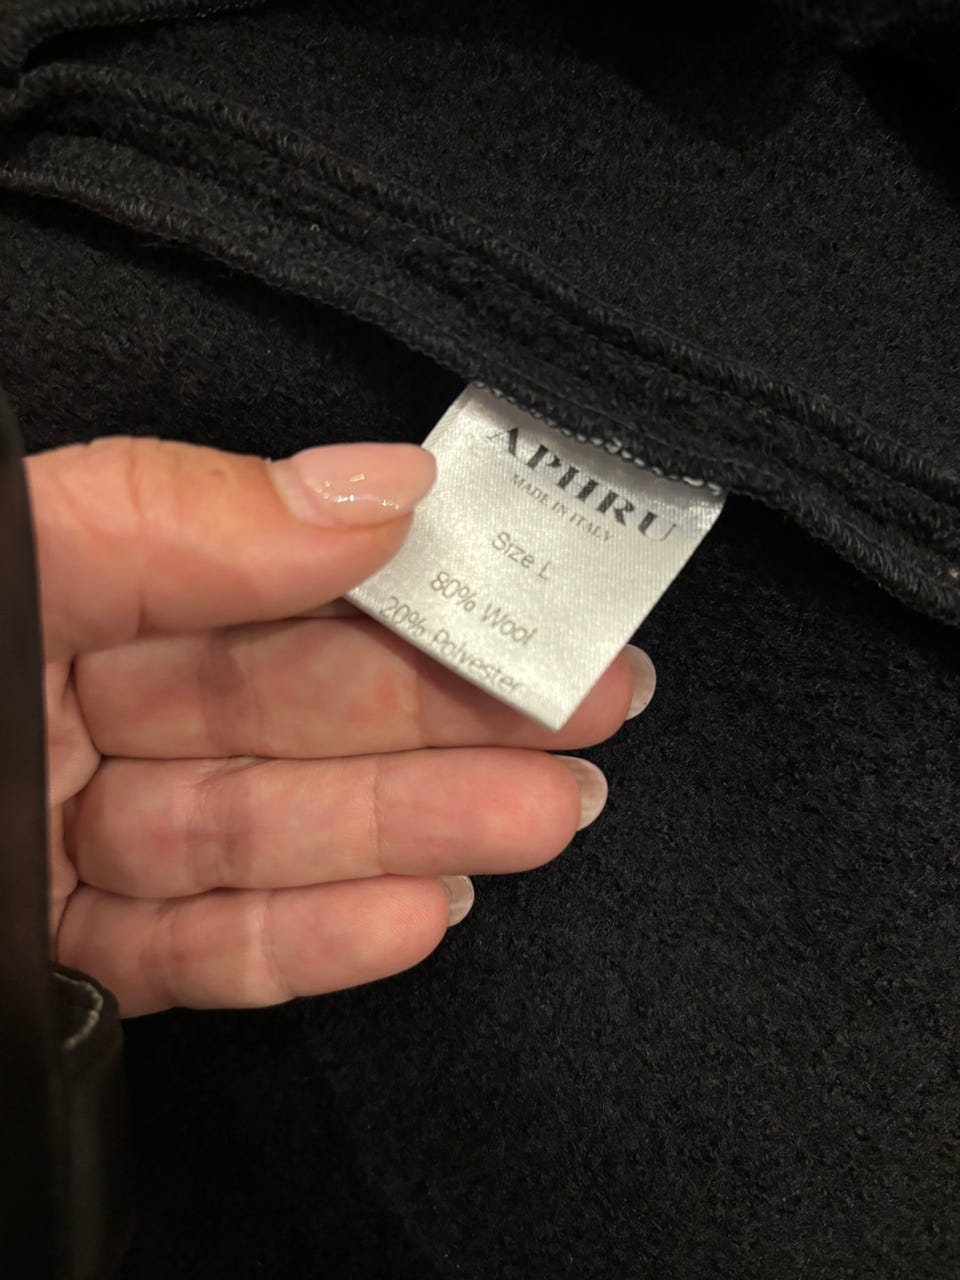 APHRU
MADE IN ITALY
Size L
80% Wool
20% Polyester